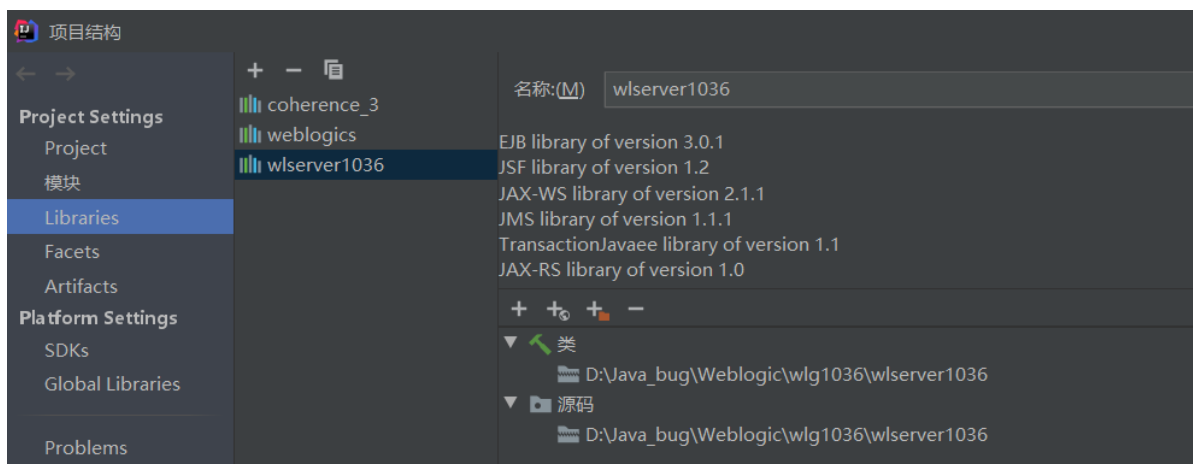 项目结构
Project Settings
Project
模块
Libraries
Facets
Artifacts
Platform Settings
SDKs
Global Libraries
Problems
coherence_3
weblogics
wlserver1036
名称:(M) wlserver1036
EJB library of version 3.0.1
JSF library of version 1.2
JAX-WS library of version 2.1.1
JMS library of version 1.1.1
TransactionJavaee library of version 1.1
JAX-RS library of version 1.0
类
D:\Java_bug\Weblogic\wlg1036\wlserver1036
源码
D:\Java_bug\Weblogic\wlg1036\wlserver1036